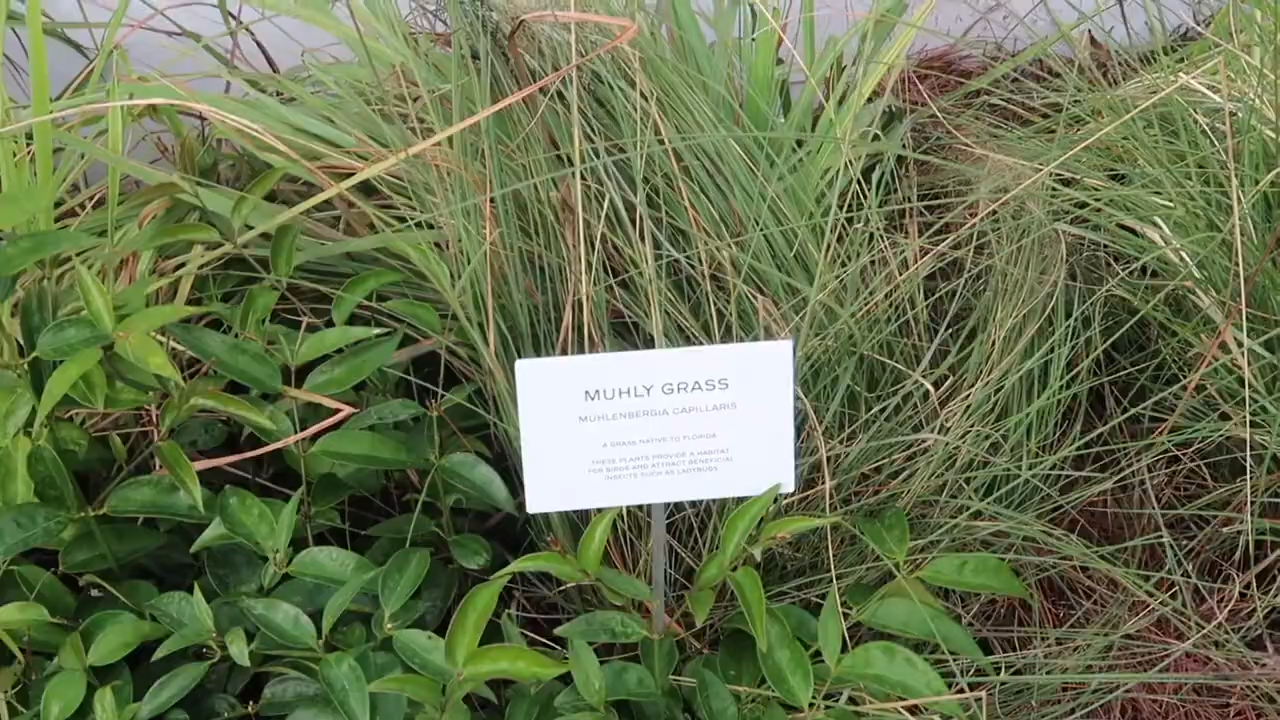 MUHLY GRASS
MUHLENBERGIA CAPILLARIS
A GRASS NATIVE TO FLORIDA
THESE PLANTS PROVIDE A HABITAT
FOR BIRDS AND ATTRACT BENEFICIAL
INSECTS SUCH AS LADYBUGS